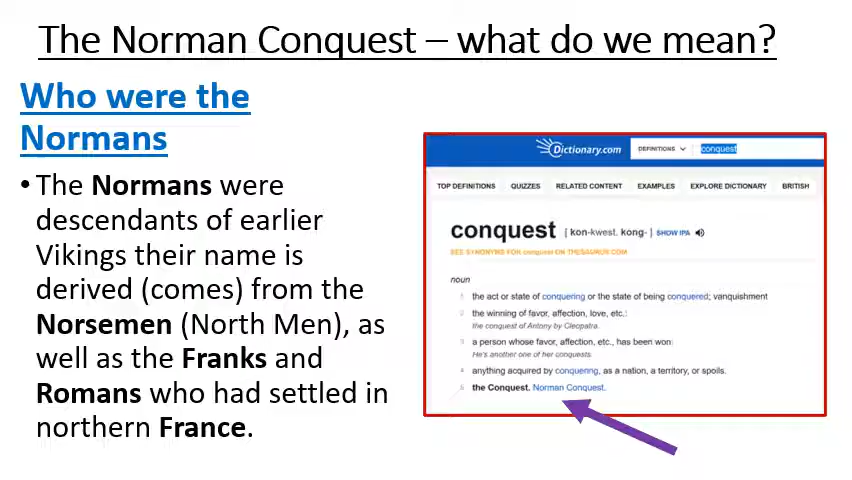 The Norman Conquest – what do we mean?
Who were the
Normans
• The Normans were
descendants of earlier
Vikings their name is
derived (comes) from the
Norsemen (North Men), as
well as the Franks and
Romans who had settled in
northern France.
Dictionary.com DEFINITIONS conquest
TOP DEFINITIONS QUIZZES RELATED CONTENT EXAMPLES EXPLORE DICTIONARY BRITISH
conquest [ kon-kwest, kong- ] SHOW IPA
SEE SYNONYMS FOR conquest ON THESAURUS.COM
noun
1 the act or state of conquering or the state of being conquered; vanquishment
2 the winning of favor, affection, love, etc.:
the conquest of Antony by Cleopatra.
3 a person whose favor, affection, etc., has been won:
He's another one of her conquests.
4 anything acquired by conquering, as a nation, a territory, or spoils.
5 the Conquest. Norman Conquest.